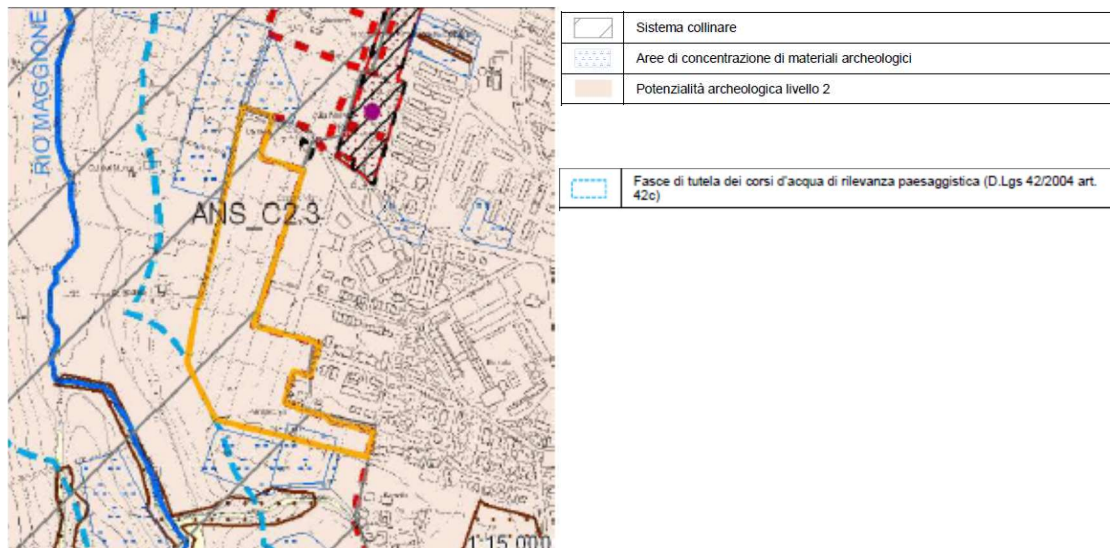 RIO MAGGIONE
ANS_C2.3
1:15.000
Sistema collinare
Aree di concentrazione di materiali archeologici
Potenzialità archeologica livello 2
Fasce di tutela dei corsi d'acqua di rilevanza paesaggistica (D.Lgs 42/2004 art.
42c)